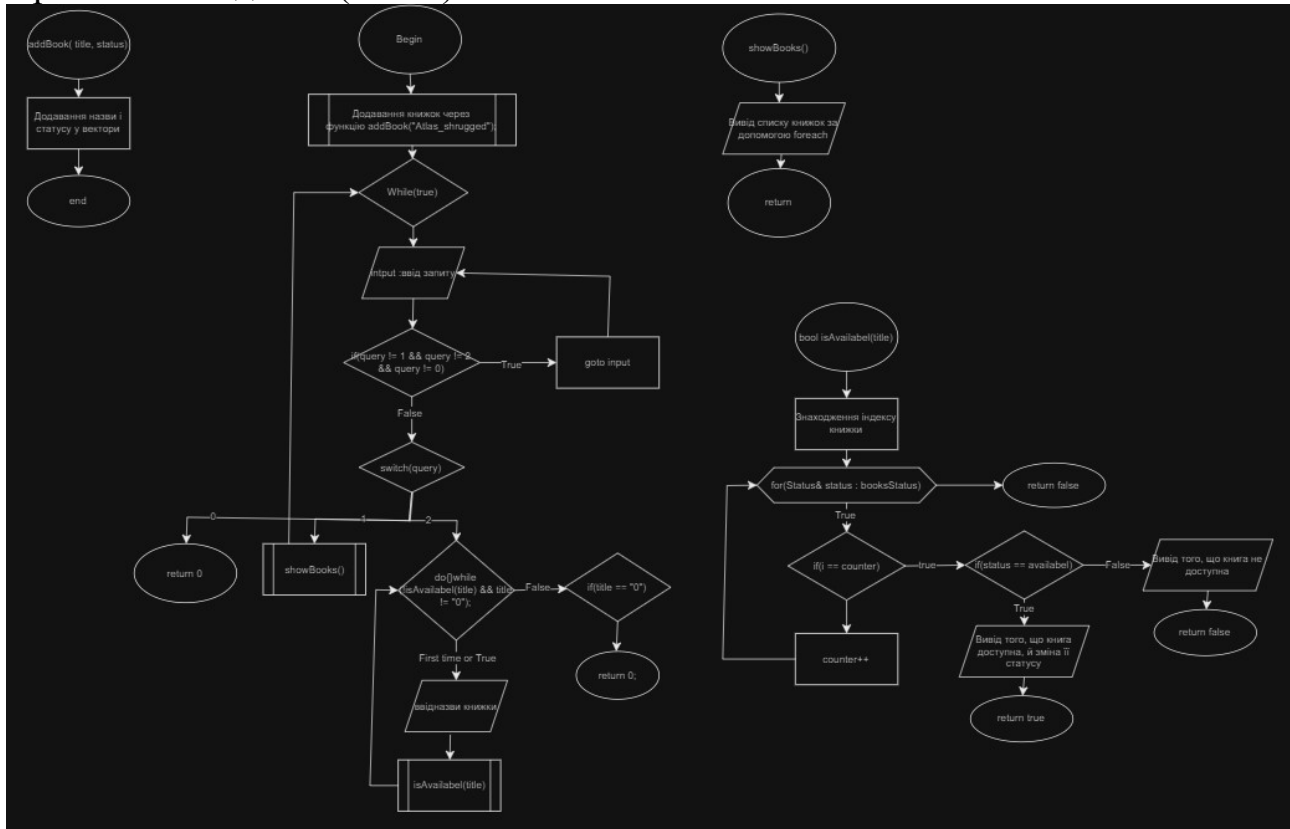 addBook( title, status)
Додавання назви і
статусу у вектори
end
Begin
Додавання книжок через
функцію addBook("Atlas_shrugged");
While(true)
intput :ввід запиту
if(query != 1 && query != 2
&& query != 0)
True
goto input
False
switch(query)
0
1
2
return 0
showBooks()
do{}while
(!isAvailabel(title) && title
!= "0");
False
if(title == "0")
return 0;
First time or True
ввідназви книжки
isAvailabel(title)
showBooks()
Вивід списку книжок за
допомогою foreach
return
bool isAvailabel(title)
Знаходження індексу
книжки
for(Status& status : booksStatus)
return false
True
if(i == counter)
true
if(status == availabel)
False
Вивід того, що книга не
доступна
return false
True
counter++
Вивід того, що книга
доступна, й зміна її
статусу
return true